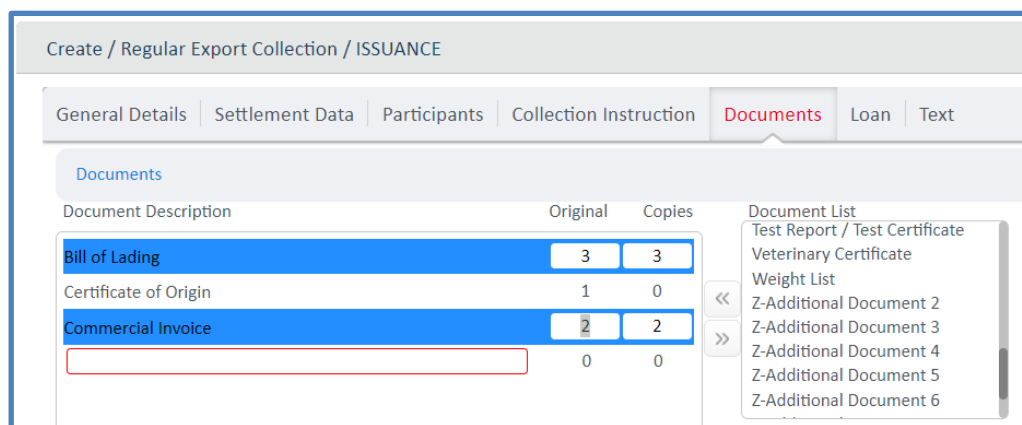 Create / Regular Export Collection / ISSUANCE
General Details Settlement Data Participants Collection Instruction Documents Loan Text
Documents
Document Description Original Copies
Bill of Lading 3 3
Certificate of Origin 1 0
Commercial Invoice 2 2
0 0
Document List
Test Report / Test Certificate
Veterinary Certificate
Weight List
Z-Additional Document 2
Z-Additional Document 3
Z-Additional Document 4
Z-Additional Document 5
Z-Additional Document 6